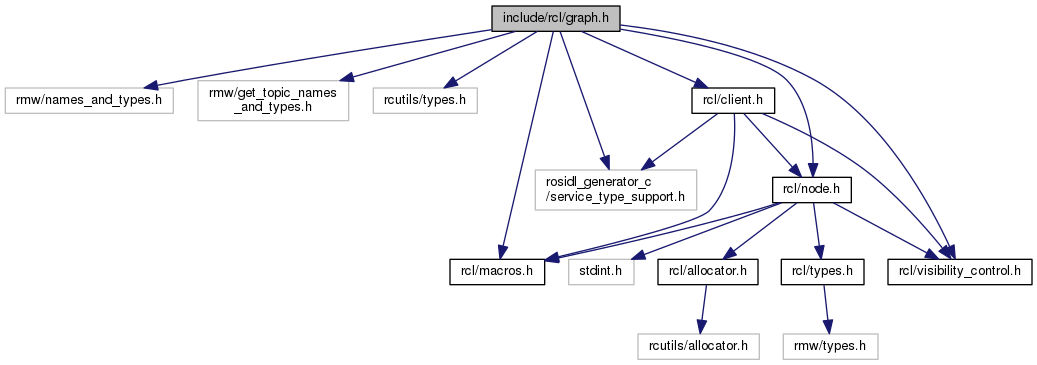 include/rcl/graph.h
rmw/names_and_types.h
rmw/get_topic_names
_and_types.h
rcutils/types.h
rcl/client.h
rosidl_generator_c
/service_type_support.h
rcl/node.h
rcl/macros.h
stdint.h
rcl/allocator.h
rcl/types.h
rcl/visibility_control.h
rcutils/allocator.h
rmw/types.h